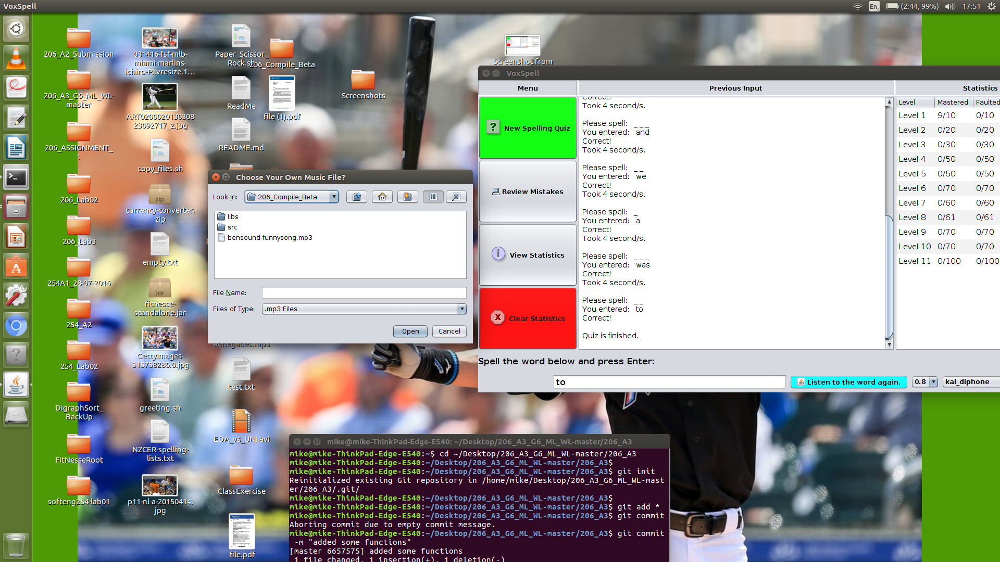 VoxSpell
En2
(2:44, 99%)
17:51
206_A2_Submission
206_A3_G6_ML_WL-
master
206_ASSIGNMENT_
1
206_Lab02
206_Lab3
254A1_28-07-2016
254_A2
254_Lab02
DigraphSort_
BackUp
FitNesseRoot
softeng254-lab01
031416-fsf-mlb-
miami-marlins-
ichiro-PI.vresize.1...
ART0200020130308
23092717_z.jpg
copy_files.sh
zip
currency-converter.
zip
empty.txt
jar
fitnesse-
standalone.jar
GettyImages-
515758286.0.jpg
greeting.sh
NZCER-spelling-
lists.txt
p11-nl-a-20150414.
jpg
Paper_Scissor_
Rock.sh
ReadMe
README.md
Renegades.mp3
test.txt
EDA_vs_UNI.avi
ClassExercise
file.pdf
206_Compile_Beta
file (1).pdf
Screenshots
Screenshot from
Choose Your Own Music File?
Look In:
206_Compile_Beta
libs
src
bensound-funnysong.mp3
File Name:
Files of Type:
.mp3 Files
Open
Cancel
VoxSpell
Menu
Previous Input
Statistics
New Spelling Quiz
Review Mistakes
View Statistics
Clear Statistics
Correct!
Took 4 second/s.
Please spell: _ _ _
You entered: and
Correct!
Took 4 second/s.
Please spell: _ _
You entered: we
Correct!
Took 4 second/s.
Please spell: _
You entered: a
Correct!
Took 4 second/s.
Please spell: _ _ _
You entered: was
Correct!
Took 4 second/s.
Please spell: _ _
You entered: to
Correct!
Quiz is finished.
Level Mastered Faulted
Level 1 9/10 0/10
Level 2 0/20 0/20
Level 3 0/30 0/30
Level 4 0/50 0/50
Level 5 0/50 0/50
Level 6 0/70 0/70
Level 7 0/60 0/60
Level 8 0/61 0/61
Level 9 0/70 0/70
Level 10 0/70 0/70
Level 11 0/100 0/100
Spell the word below and press Enter:
to
Listen to the word again.
0.8
kal_diphone
mike@mike-ThinkPad-Edge-E540: ~/Desktop/206_A3_G6_ML_WL-master/206_A3
mike@mike-ThinkPad-Edge-E540:~$ cd ~/Desktop/206_A3_G6_ML_WL-master/206_A3
mike@mike-ThinkPad-Edge-E540:~/Desktop/206_A3_G6_ML_WL-master/206_A3$
mike@mike-ThinkPad-Edge-E540:~/Desktop/206_A3_G6_ML_WL-master/206_A3$ git init
Reinitialized existing Git repository in /home/mike/Desktop/206_A3_G6_ML_WL-mast
er/206_A3/.git/
mike@mike-ThinkPad-Edge-E540:~/Desktop/206_A3_G6_ML_WL-master/206_A3$
mike@mike-ThinkPad-Edge-E540:~/Desktop/206_A3_G6_ML_WL-master/206_A3$ git add *
mike@mike-ThinkPad-Edge-E540:~/Desktop/206_A3_G6_ML_WL-master/206_A3$ git commit
Aborting commit due to empty commit message.
mike@mike-ThinkPad-Edge-E540:~/Desktop/206_A3_G6_ML_WL-master/206_A3$ git commit
-m "added some functions"
[master 6657575] added some functions
1 file changed, 1 insertion(+), 1 deletion(-)